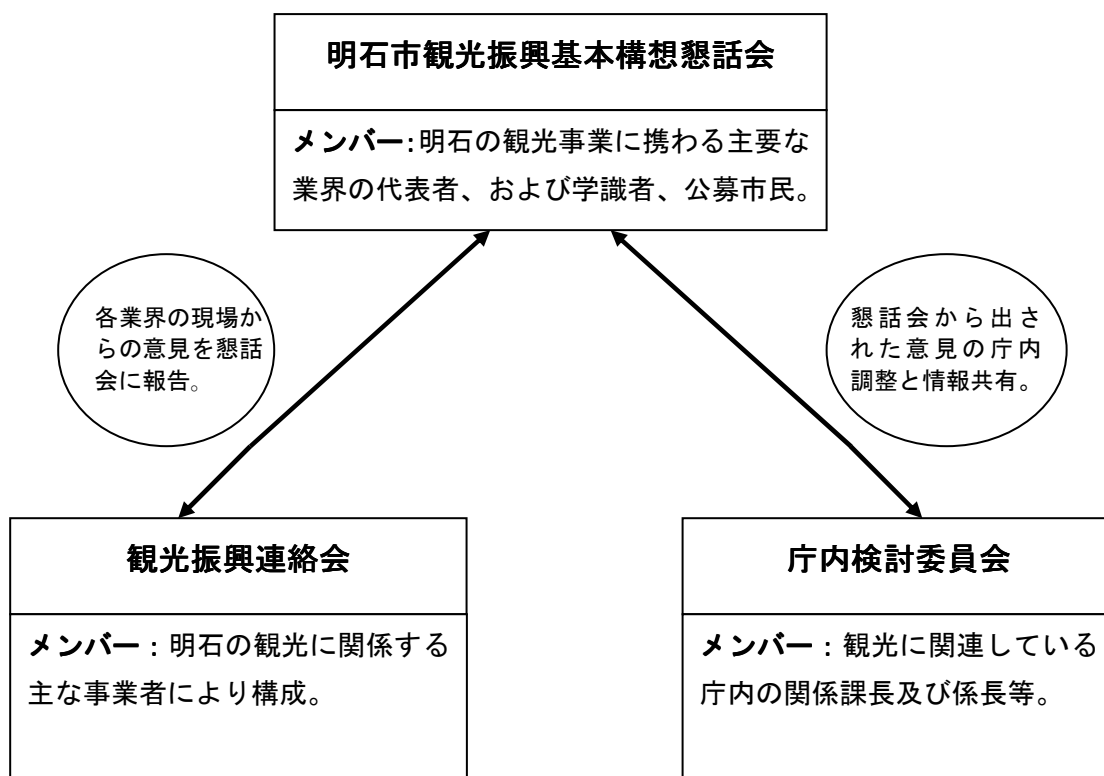 明石市観光振興基本構想懇話会
メンバー：明石の観光事業に携わる主要な
業界の代表者、および学識者、公募市民。
各業界の現場か
らの意見を懇話
会に報告。
懇話会から出さ
れた意見の庁内
調整と情報共有。
観光振興連絡会
メンバー：明石の観光に関係する
主な事業者により構成。
庁内検討委員会
メンバー：観光に関連している
庁内の関係課長及び係長等。